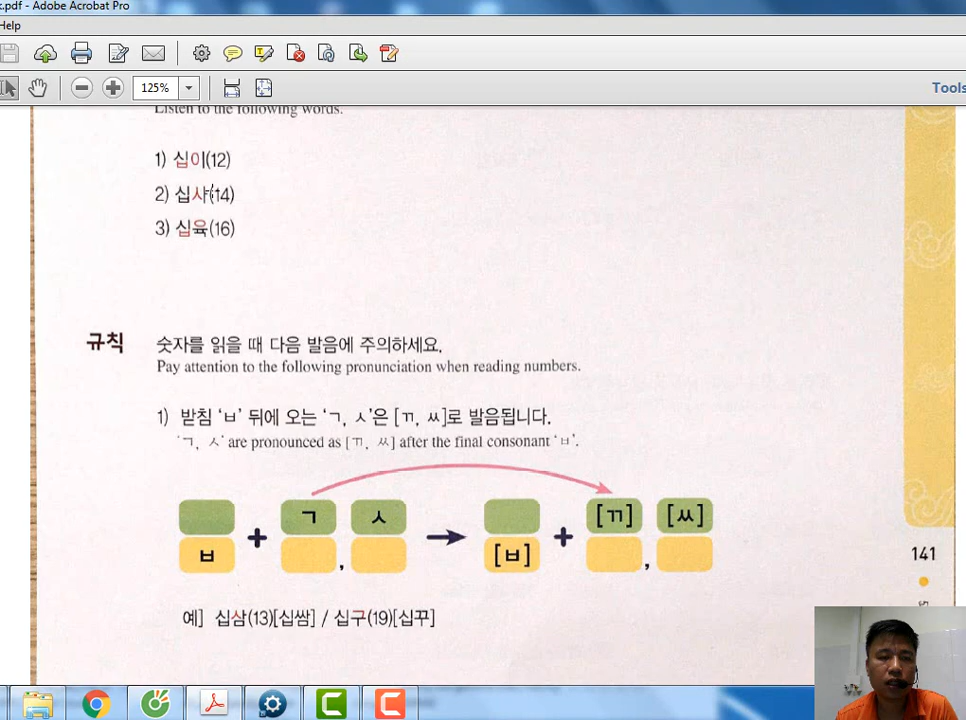 k.pdf - Adobe Acrobat Pro
Help
125%
Tools
Listen to the following words.
1) 십이(12)
2) 십사(14)
3) 십육(16)
규칙 숫자를 읽을 때 다음 발음에 주의하세요.
Pay attention to the following pronunciation when reading numbers.
1) 받침 ‘ㅂ’ 뒤에 오는 ‘ㄱ, ㅅ’은 [ㄲ, ㅆ]로 발음됩니다.
‘ㄱ, ㅅ’ are pronounced as [ㄲ, ㅆ] after the final consonant ‘ㅂ’.
ㄱ ㅅ [ㄲ] [ㅆ]
ㅂ + , → [ㅂ] + ,
141
예] 십삼(13)[십쌈] / 십구(19)[십꾸]